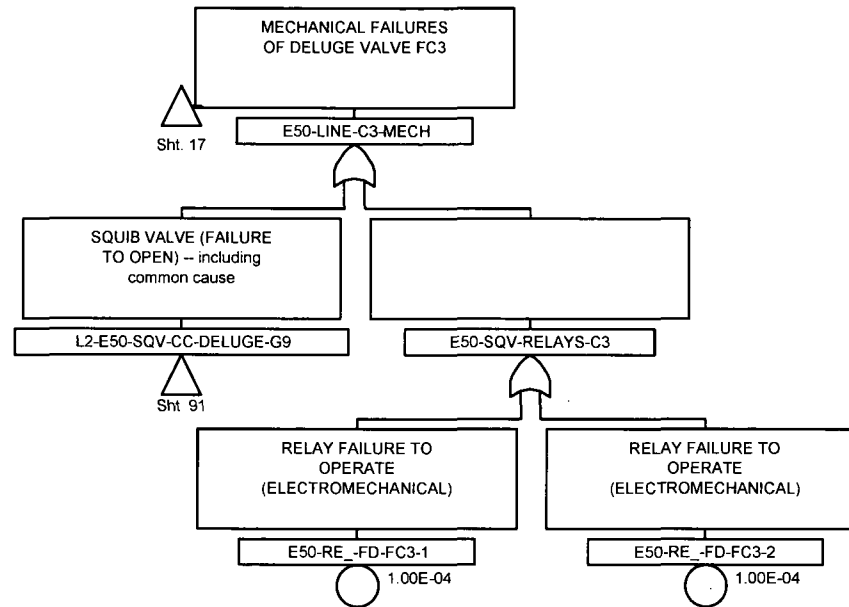 MECHANICAL FAILURES
OF DELUGE VALVE FC3
Sht. 17
E50-LINE-C3-MECH
SQUIB VALVE (FAILURE
TO OPEN) -- including
common cause
L2-E50-SQV-CC-DELUGE-G9
E50-SQV-RELAYS-C3
Sht. 91
RELAY FAILURE TO
OPERATE
(ELECTROMECHANICAL)
RELAY FAILURE TO
OPERATE
(ELECTROMECHANICAL)
E50-RE_-FD-FC3-1
E50-RE_-FD-FC3-2
1.00E-04
1.00E-04